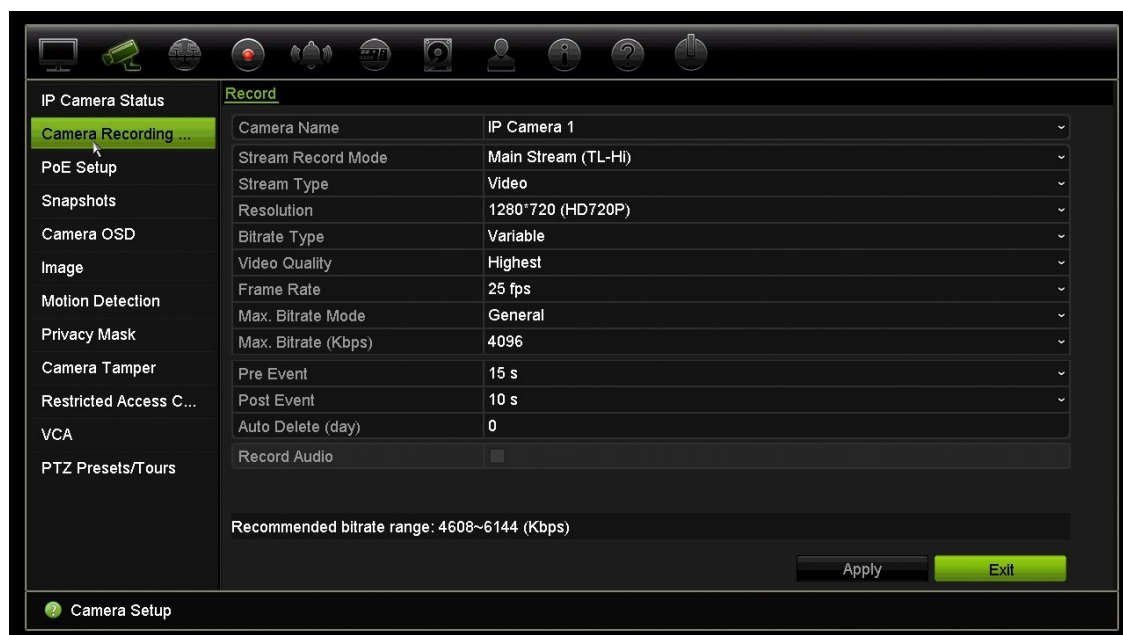 Record
IP Camera Status
Camera Recording ...
PoE Setup
Snapshots
Camera OSD
Image
Motion Detection
Privacy Mask
Camera Tamper
Restricted Access C...
VCA
PTZ Presets/Tours
Camera Name IP Camera 1
Stream Record Mode Main Stream (TL-Hi)
Stream Type Video
Resolution 1280*720 (HD720P)
Bitrate Type Variable
Video Quality Highest
Frame Rate 25 fps
Max. Bitrate Mode General
Max. Bitrate (Kbps) 4096
Pre Event 15 s
Post Event 10 s
Auto Delete (day) 0
Record Audio
Recommended bitrate range: 4608~6144 (Kbps)
Apply Exit
? Camera Setup